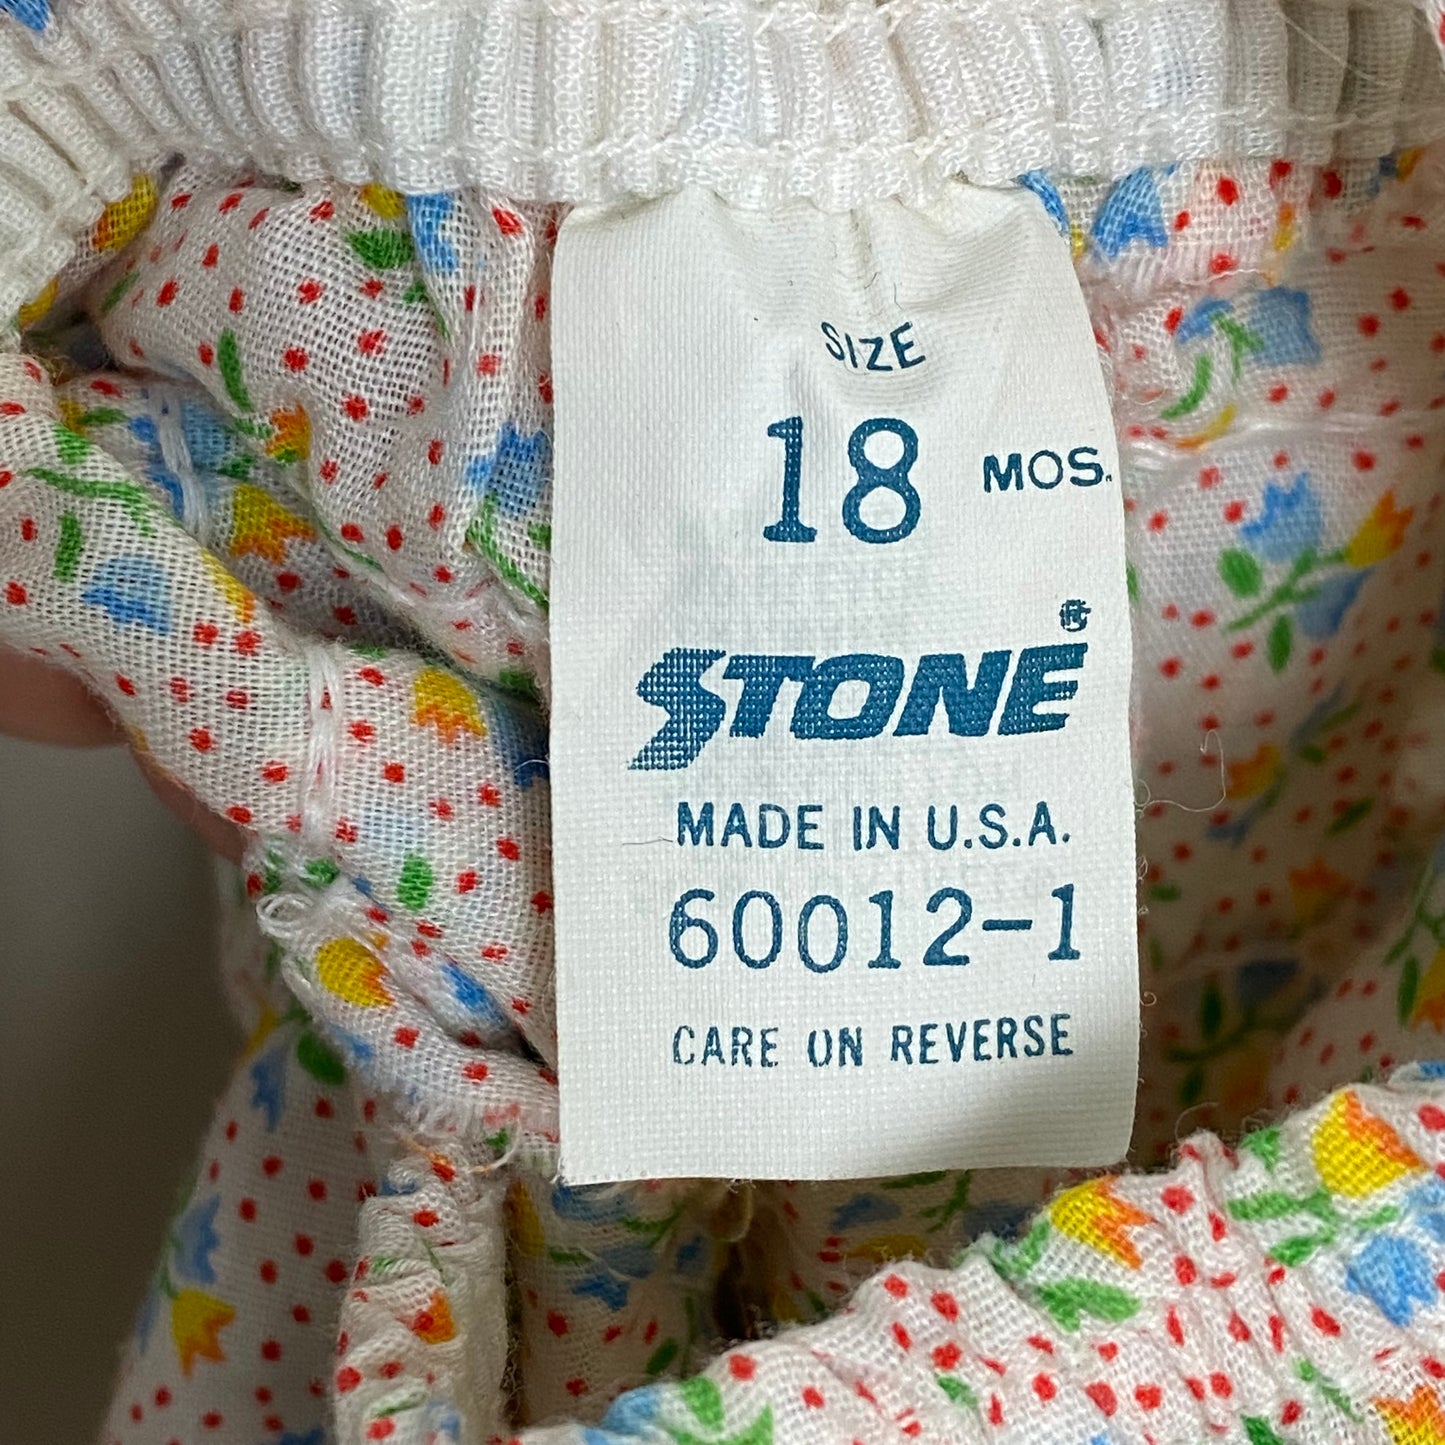 SIZE
18 MOS.
STONE®
MADE IN U.S.A.
60012-1
CARE ON REVERSE